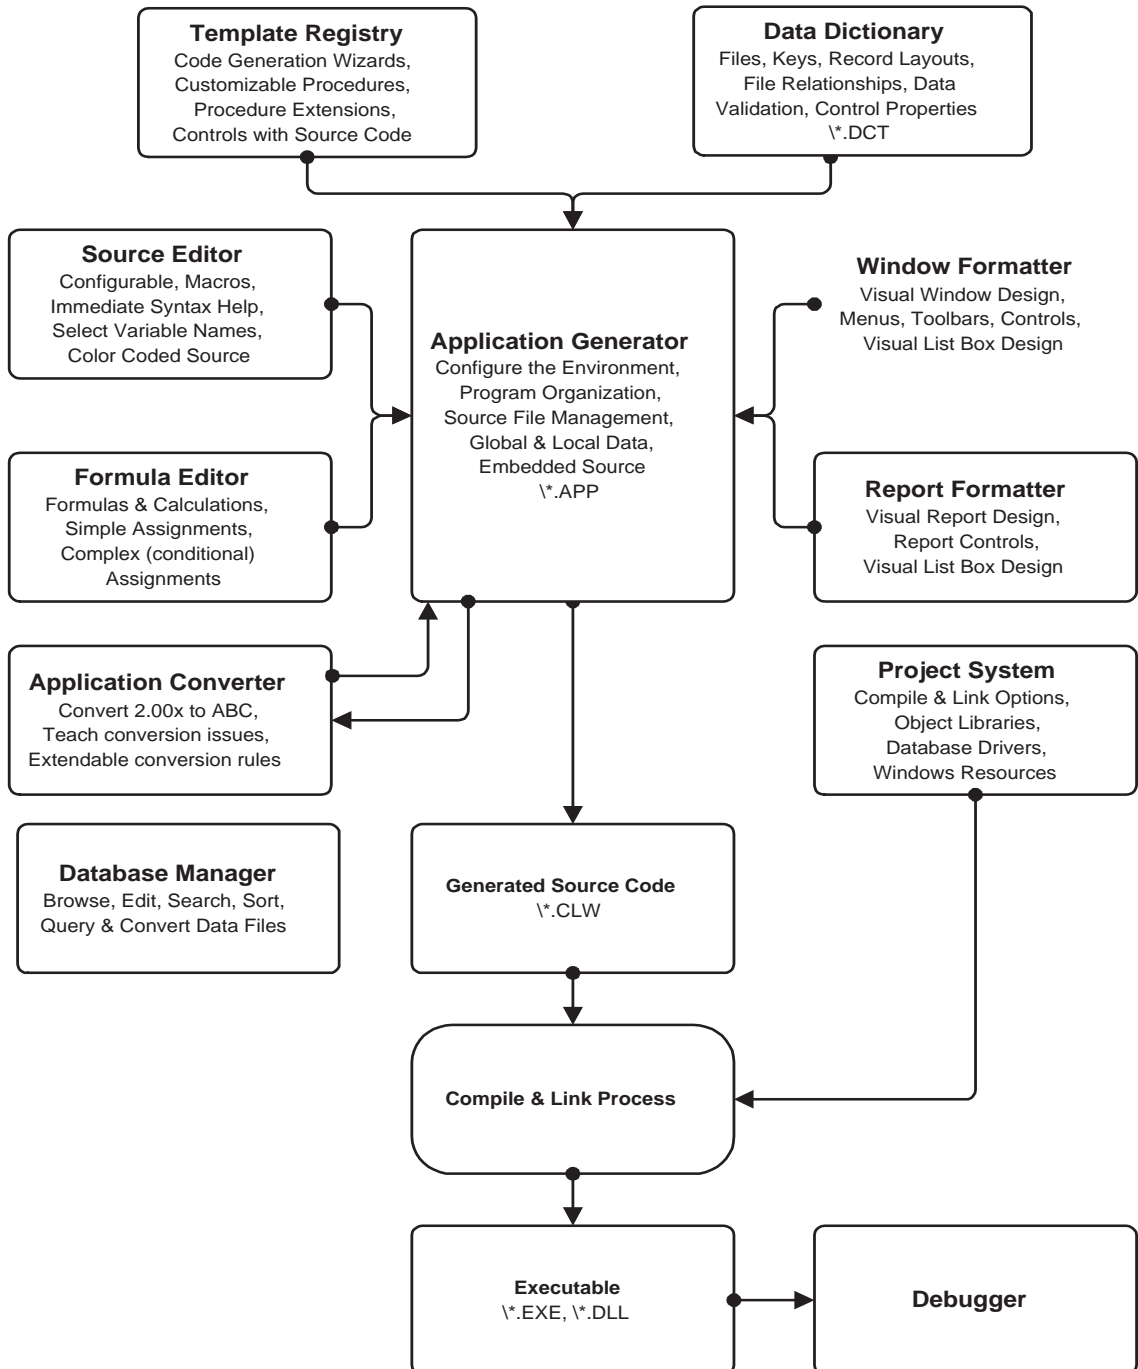 Template Registry
Code Generation Wizards,
Customizable Procedures,
Procedure Extensions,
Controls with Source Code
Data Dictionary
Files, Keys, Record Layouts,
File Relationships, Data
Validation, Control Properties
\*.DCT
Source Editor
Configurable, Macros,
Immediate Syntax Help,
Select Variable Names,
Color Coded Source
Application Generator
Configure the Environment,
Program Organization,
Source File Management,
Global & Local Data,
Embedded Source
\*.APP
Window Formatter
Visual Window Design,
Menus, Toolbars, Controls,
Visual List Box Design
Formula Editor
Formulas & Calculations,
Simple Assignments,
Complex (conditional)
Assignments
Report Formatter
Visual Report Design,
Report Controls,
Visual List Box Design
Application Converter
Convert 2.00x to ABC,
Teach conversion issues,
Extendable conversion rules
Project System
Compile & Link Options,
Object Libraries,
Database Drivers,
Windows Resources
Database Manager
Browse, Edit, Search, Sort,
Query & Convert Data Files
Generated Source Code
\*.CLW
Compile & Link Process
Executable
\*.EXE, \*.DLL
Debugger